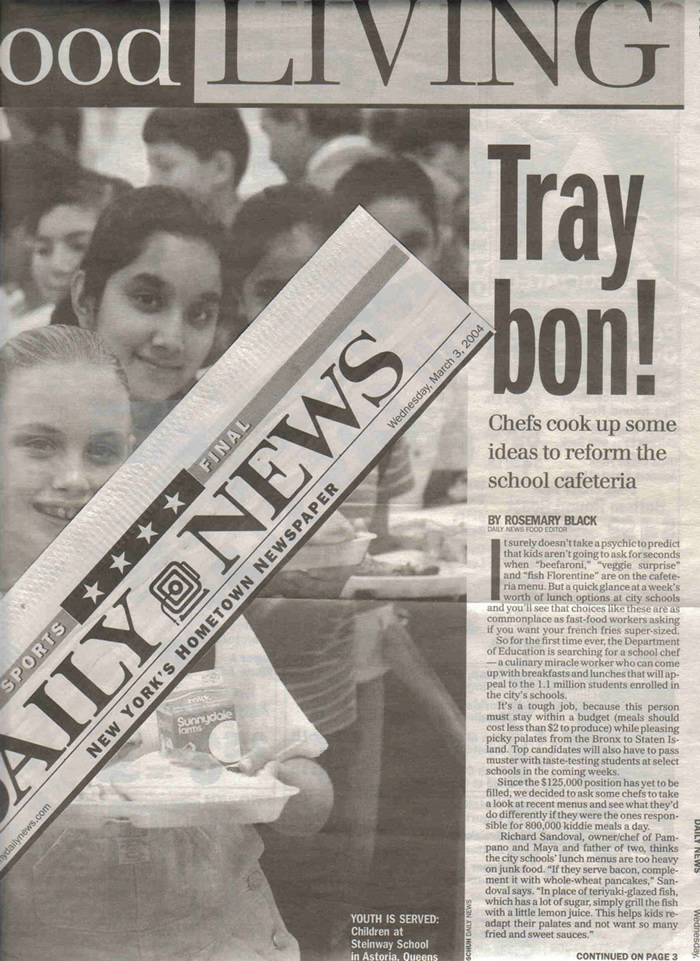 ood LIVING
Tray
bon!
Chefs cook up some
ideas to reform the
school cafeteria
BY ROSEMARY BLACK
DAILY NEWS FOOD EDITOR
It surely doesn't take a psychic to predict
that kids aren't going to ask for seconds
when "beefaroni," "veggie surprise"
and "fish Florentine" are on the cafete-
ria menu. But a quick glance at a week's
worth of lunch options at city schools
and you'll see that choices like these are as
commonplace as fast-food workers asking
if you want your french fries super-sized.
So for the first time ever, the Department
of Education is searching for a school chef
— a culinary miracle worker who can come
up with breakfasts and lunches that will ap-
peal to the 1.1 million students enrolled in
the city's schools.
It's a tough job, because this person
must stay within a budget (meals should
cost less than $2 to produce) while pleasing
picky palates from the Bronx to Staten Is-
land. Top candidates will also have to pass
muster with taste-testing students at select
schools in the coming weeks.
Since the $125,000 position has yet to be
filled, we decided to ask some chefs to take
a look at recent menus and see what they'd
do differently if they were the ones respon-
sible for 800,000 kiddie meals a day.
Richard Sandoval, owner/chef of Pam-
pano and Maya and father of two, thinks
the city schools' lunch menus are too heavy
on junk food. "If they serve bacon, comple-
ment it with whole-wheat pancakes," San-
doval says. "In place of teriyaki-glazed fish,
which has a lot of sugar, simply grill the fish
with a little lemon juice. This helps kids re-
adapt their palates and not want so many
fried and sweet sauces."
CONTINUED ON PAGE 3
SPORTS ★★★★ FINAL
DAILY NEWS
NEW YORK'S HOMETOWN NEWSPAPER
Wednesday, March 3, 2004
nydailynews.com
Sunnydale
farms
YOUTH IS SERVED:
Children at
Steinway School
in Astoria, Queens
SCHUN DAILY NEWS
DAILY NEWS
Wednesday